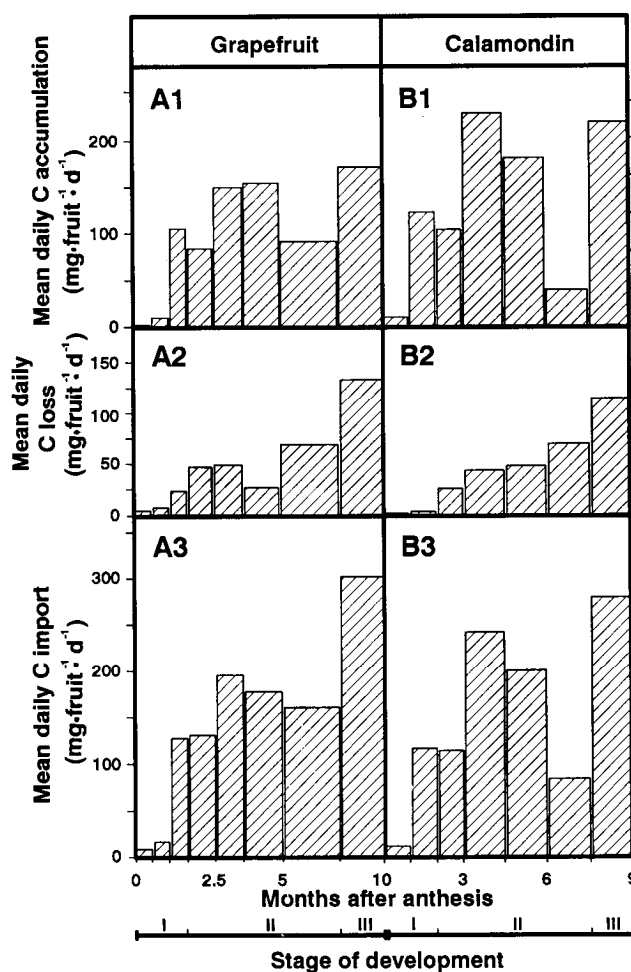 Grapefruit Calamondin
Mean daily C accumulation
(mg·fruit⁻¹·d⁻¹)
A1 B1
200
100
0
Mean daily
C loss
(mg·fruit⁻¹·d⁻¹)
A2 B2
150
100
50
0
Mean daily C import
(mg·fruit⁻¹·d⁻¹)
A3 B3
300
200
100
0
0 2.5 5 10 3 6 9
Months after anthesis
I II III I II III
Stage of development